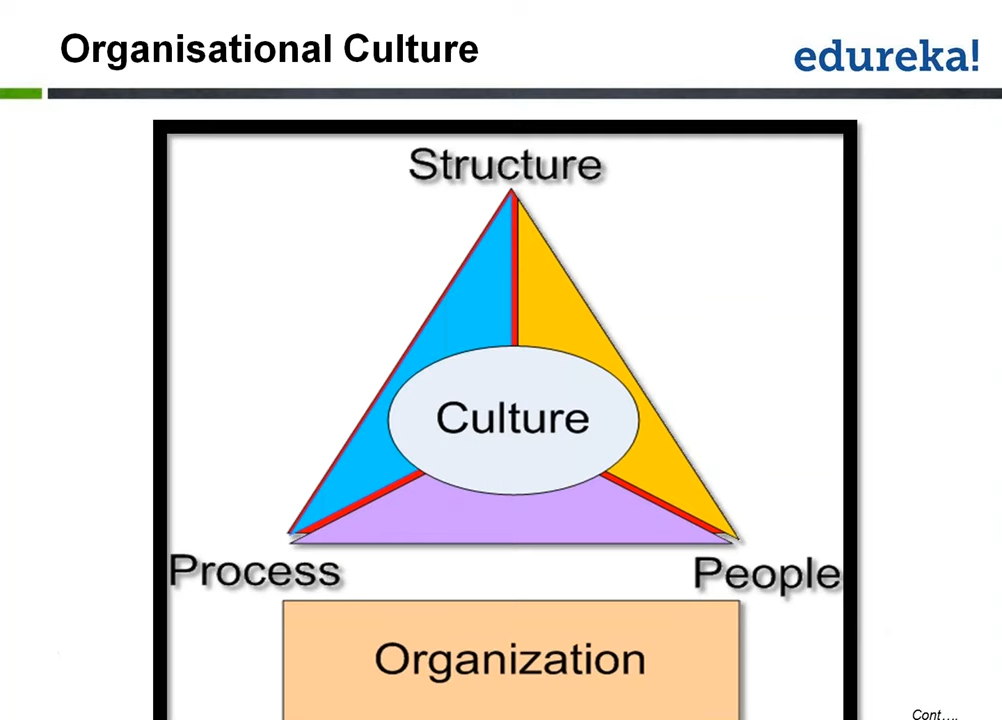 Organisational Culture
edureka!
Structure
Culture
Process
People
Organization
Cont….